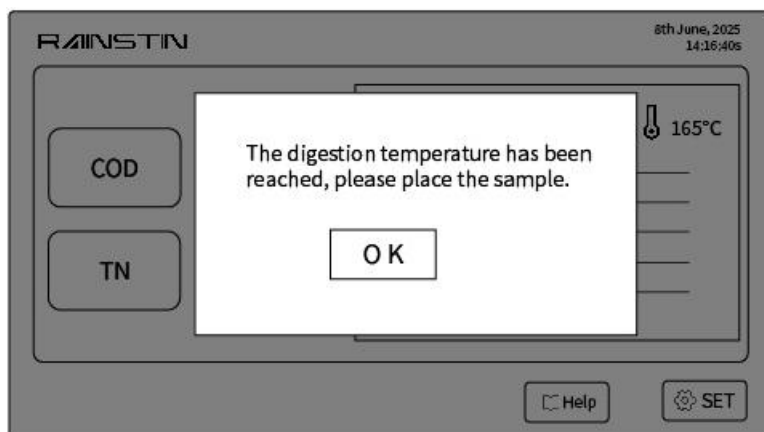 RAINSTIN
8th June, 2025
14:16:40s
165°C
COD
The digestion temperature has been
reached, please place the sample.
OK
TN
Help
SET